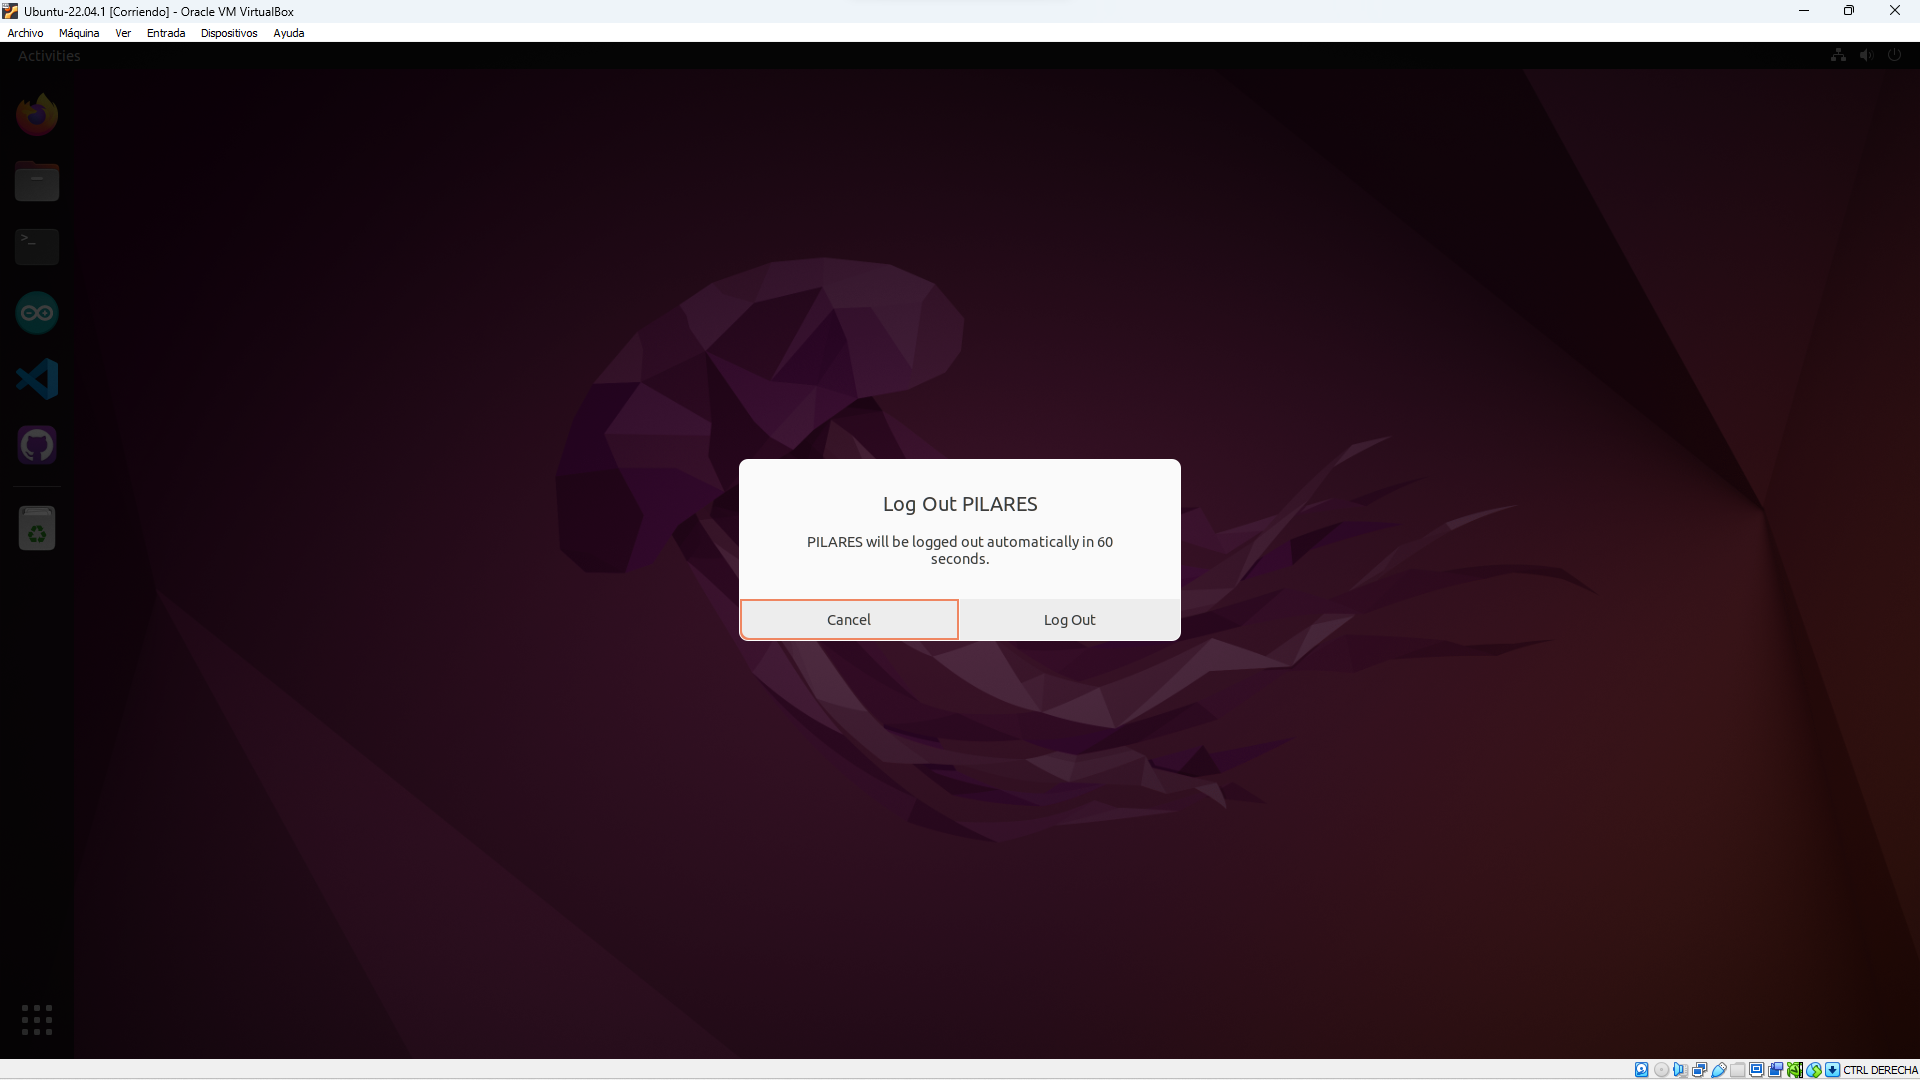 Ubuntu-22.04.1 [Corriendo] - Oracle VM VirtualBox
Archivo Máquina Ver Entrada Dispositivos Ayuda
Activities
>_
Log Out PILARES
PILARES will be logged out automatically in 60
seconds.
Cancel Log Out
CTRL DERECHA